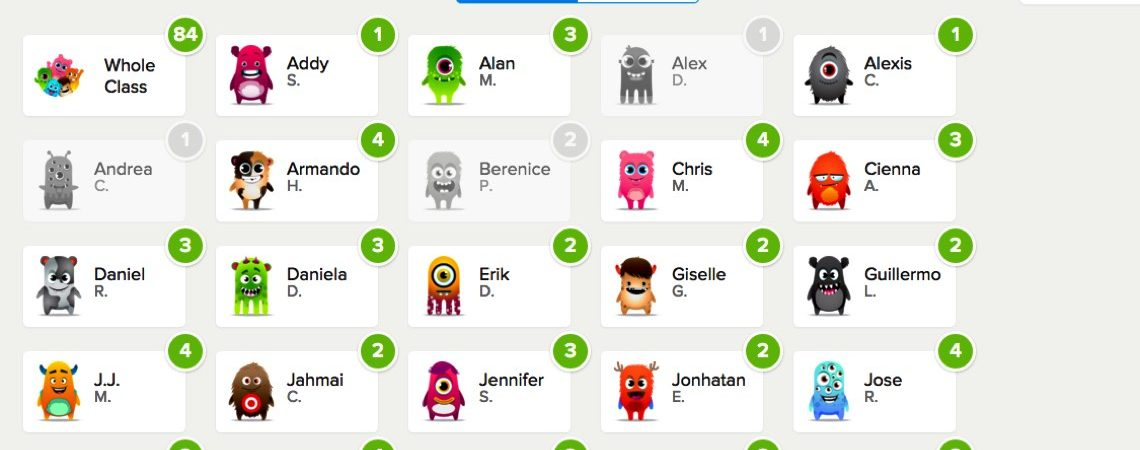 84
Whole
Class
1
Addy
S.
3
Alan
M.
1
Alex
D.
1
Alexis
C.
1
Andrea
C.
4
Armando
H.
2
Berenice
P.
4
Chris
M.
3
Cienna
A.
3
Daniel
R.
3
Daniela
D.
2
Erik
D.
2
Giselle
G.
2
Guillermo
L.
4
J.J.
M.
2
Jahmai
C.
3
Jennifer
S.
2
Jonhatan
E.
4
Jose
R.